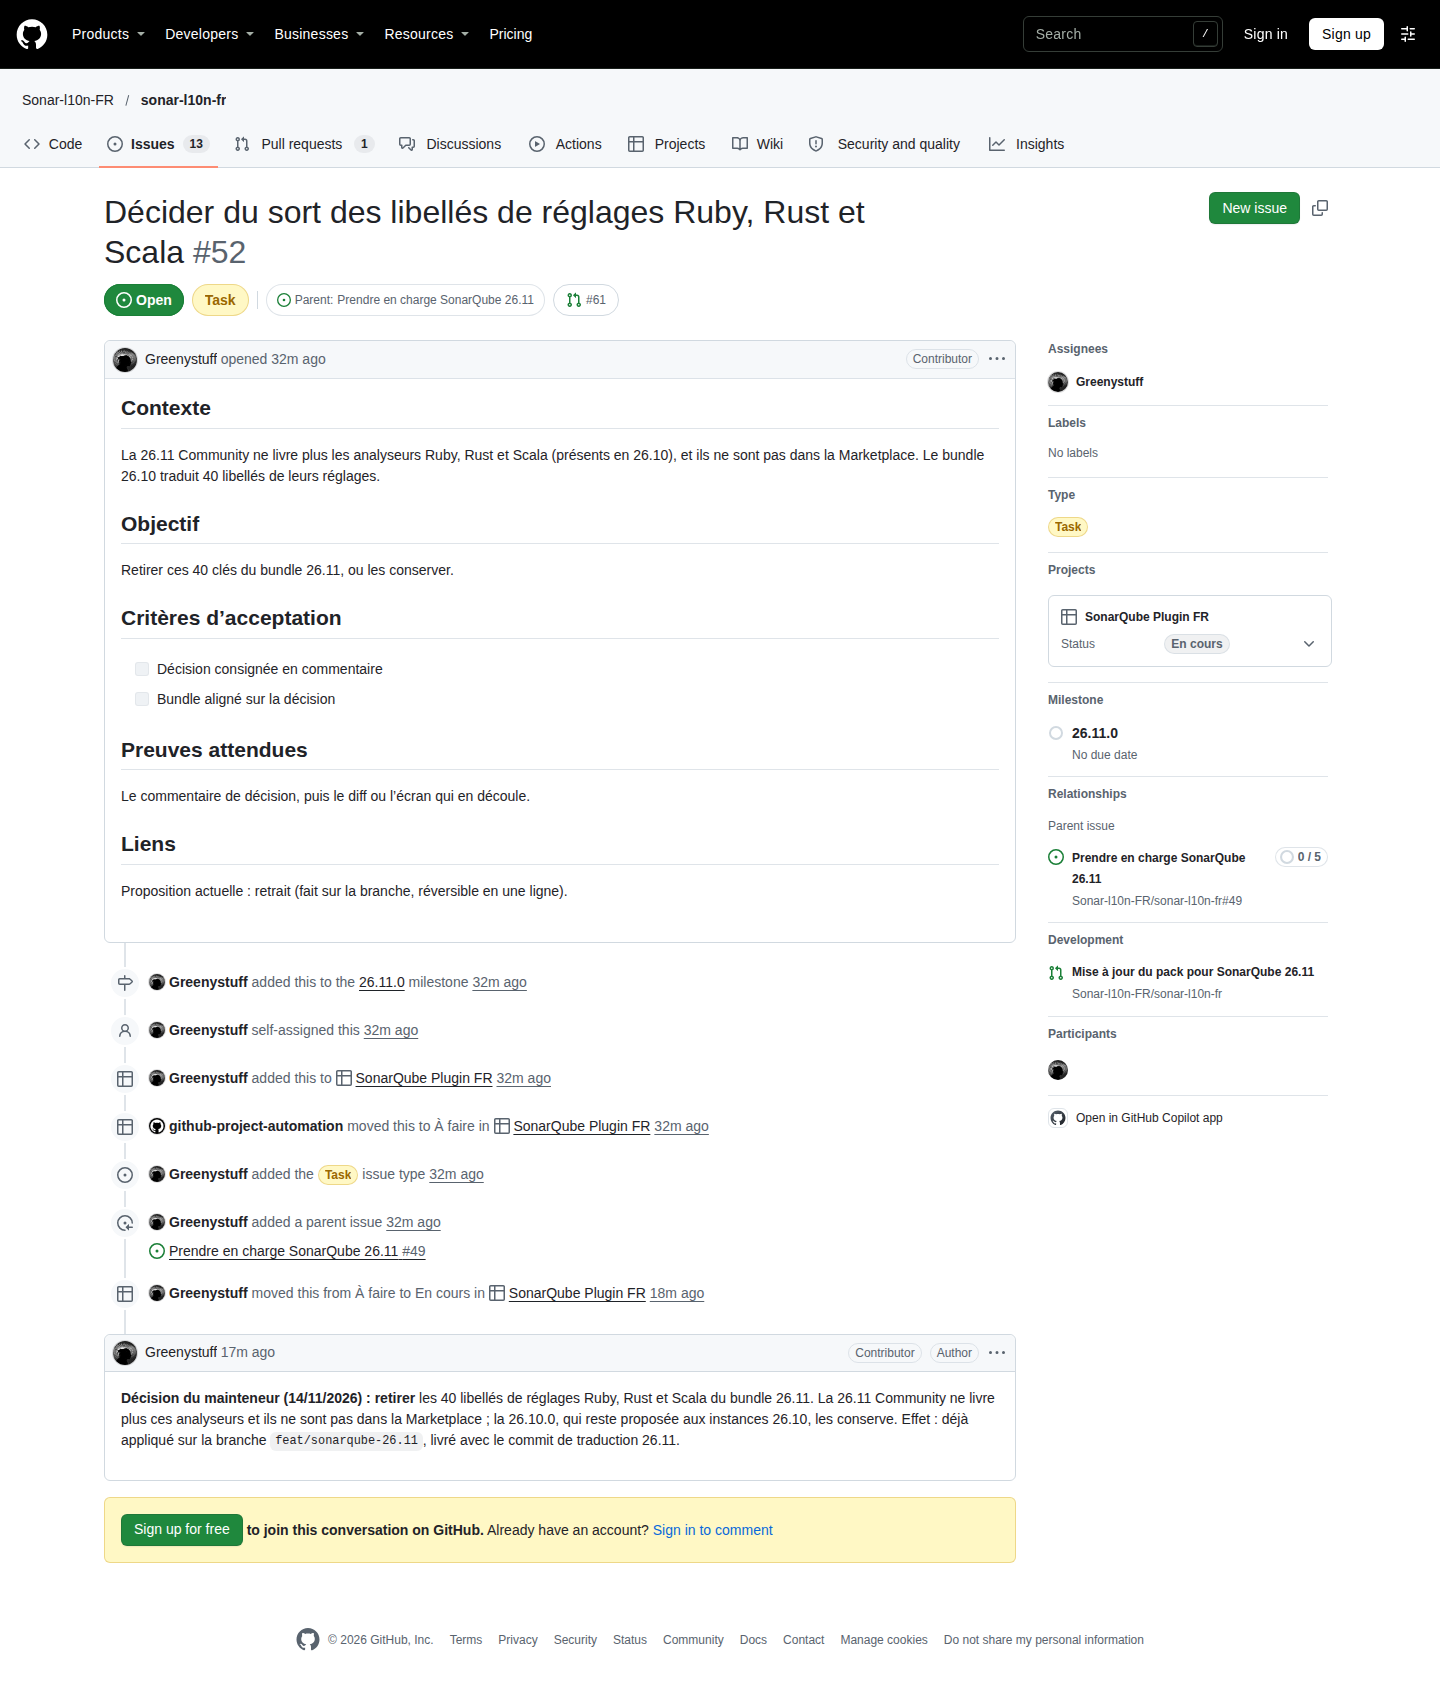 Products Developers Businesses Resources Pricing Search / Sign in Sign up
Sonar-l10n-FR / sonar-l10n-fr
Code Issues 13 Pull requests 1 Discussions Actions Projects Wiki Security and quality Insights
Décider du sort des libellés de réglages Ruby, Rust et
Scala #52
New issue
Open Task Parent: Prendre en charge SonarQube 26.11 #61
Greenystuff opened 32m ago Contributor
Contexte
La 26.11 Community ne livre plus les analyseurs Ruby, Rust et Scala (présents en 26.10), et ils ne sont pas dans la Marketplace. Le bundle
26.10 traduit 40 libellés de leurs réglages.
Objectif
Retirer ces 40 clés du bundle 26.11, ou les conserver.
Critères d’acceptation
Décision consignée en commentaire
Bundle aligné sur la décision
Preuves attendues
Le commentaire de décision, puis le diff ou l’écran qui en découle.
Liens
Proposition actuelle : retrait (fait sur la branche, réversible en une ligne).
Greenystuff added this to the 26.11.0 milestone 32m ago
Greenystuff self-assigned this 32m ago
Greenystuff added this to SonarQube Plugin FR 32m ago
github-project-automation moved this to À faire in SonarQube Plugin FR 32m ago
Greenystuff added the Task issue type 32m ago
Greenystuff added a parent issue 32m ago
Prendre en charge SonarQube 26.11 #49
Greenystuff moved this from À faire to En cours in SonarQube Plugin FR 18m ago
Greenystuff 17m ago Contributor Author
Décision du mainteneur (14/11/2026) : retirer les 40 libellés de réglages Ruby, Rust et Scala du bundle 26.11. La 26.11 Community ne livre
plus ces analyseurs et ils ne sont pas dans la Marketplace ; la 26.10.0, qui reste proposée aux instances 26.10, les conserve. Effet : déjà
appliqué sur la branche feat/sonarqube-26.11, livré avec le commit de traduction 26.11.
Sign up for free to join this conversation on GitHub. Already have an account? Sign in to comment
Assignees
Greenystuff
Labels
No labels
Type
Task
Projects
SonarQube Plugin FR
Status En cours
Milestone
26.11.0
No due date
Relationships
Parent issue
Prendre en charge SonarQube 0 / 5
26.11
Sonar-l10n-FR/sonar-l10n-fr#49
Development
Mise à jour du pack pour SonarQube 26.11
Sonar-l10n-FR/sonar-l10n-fr
Participants
Open in GitHub Copilot app
© 2026 GitHub, Inc. Terms Privacy Security Status Community Docs Contact Manage cookies Do not share my personal information